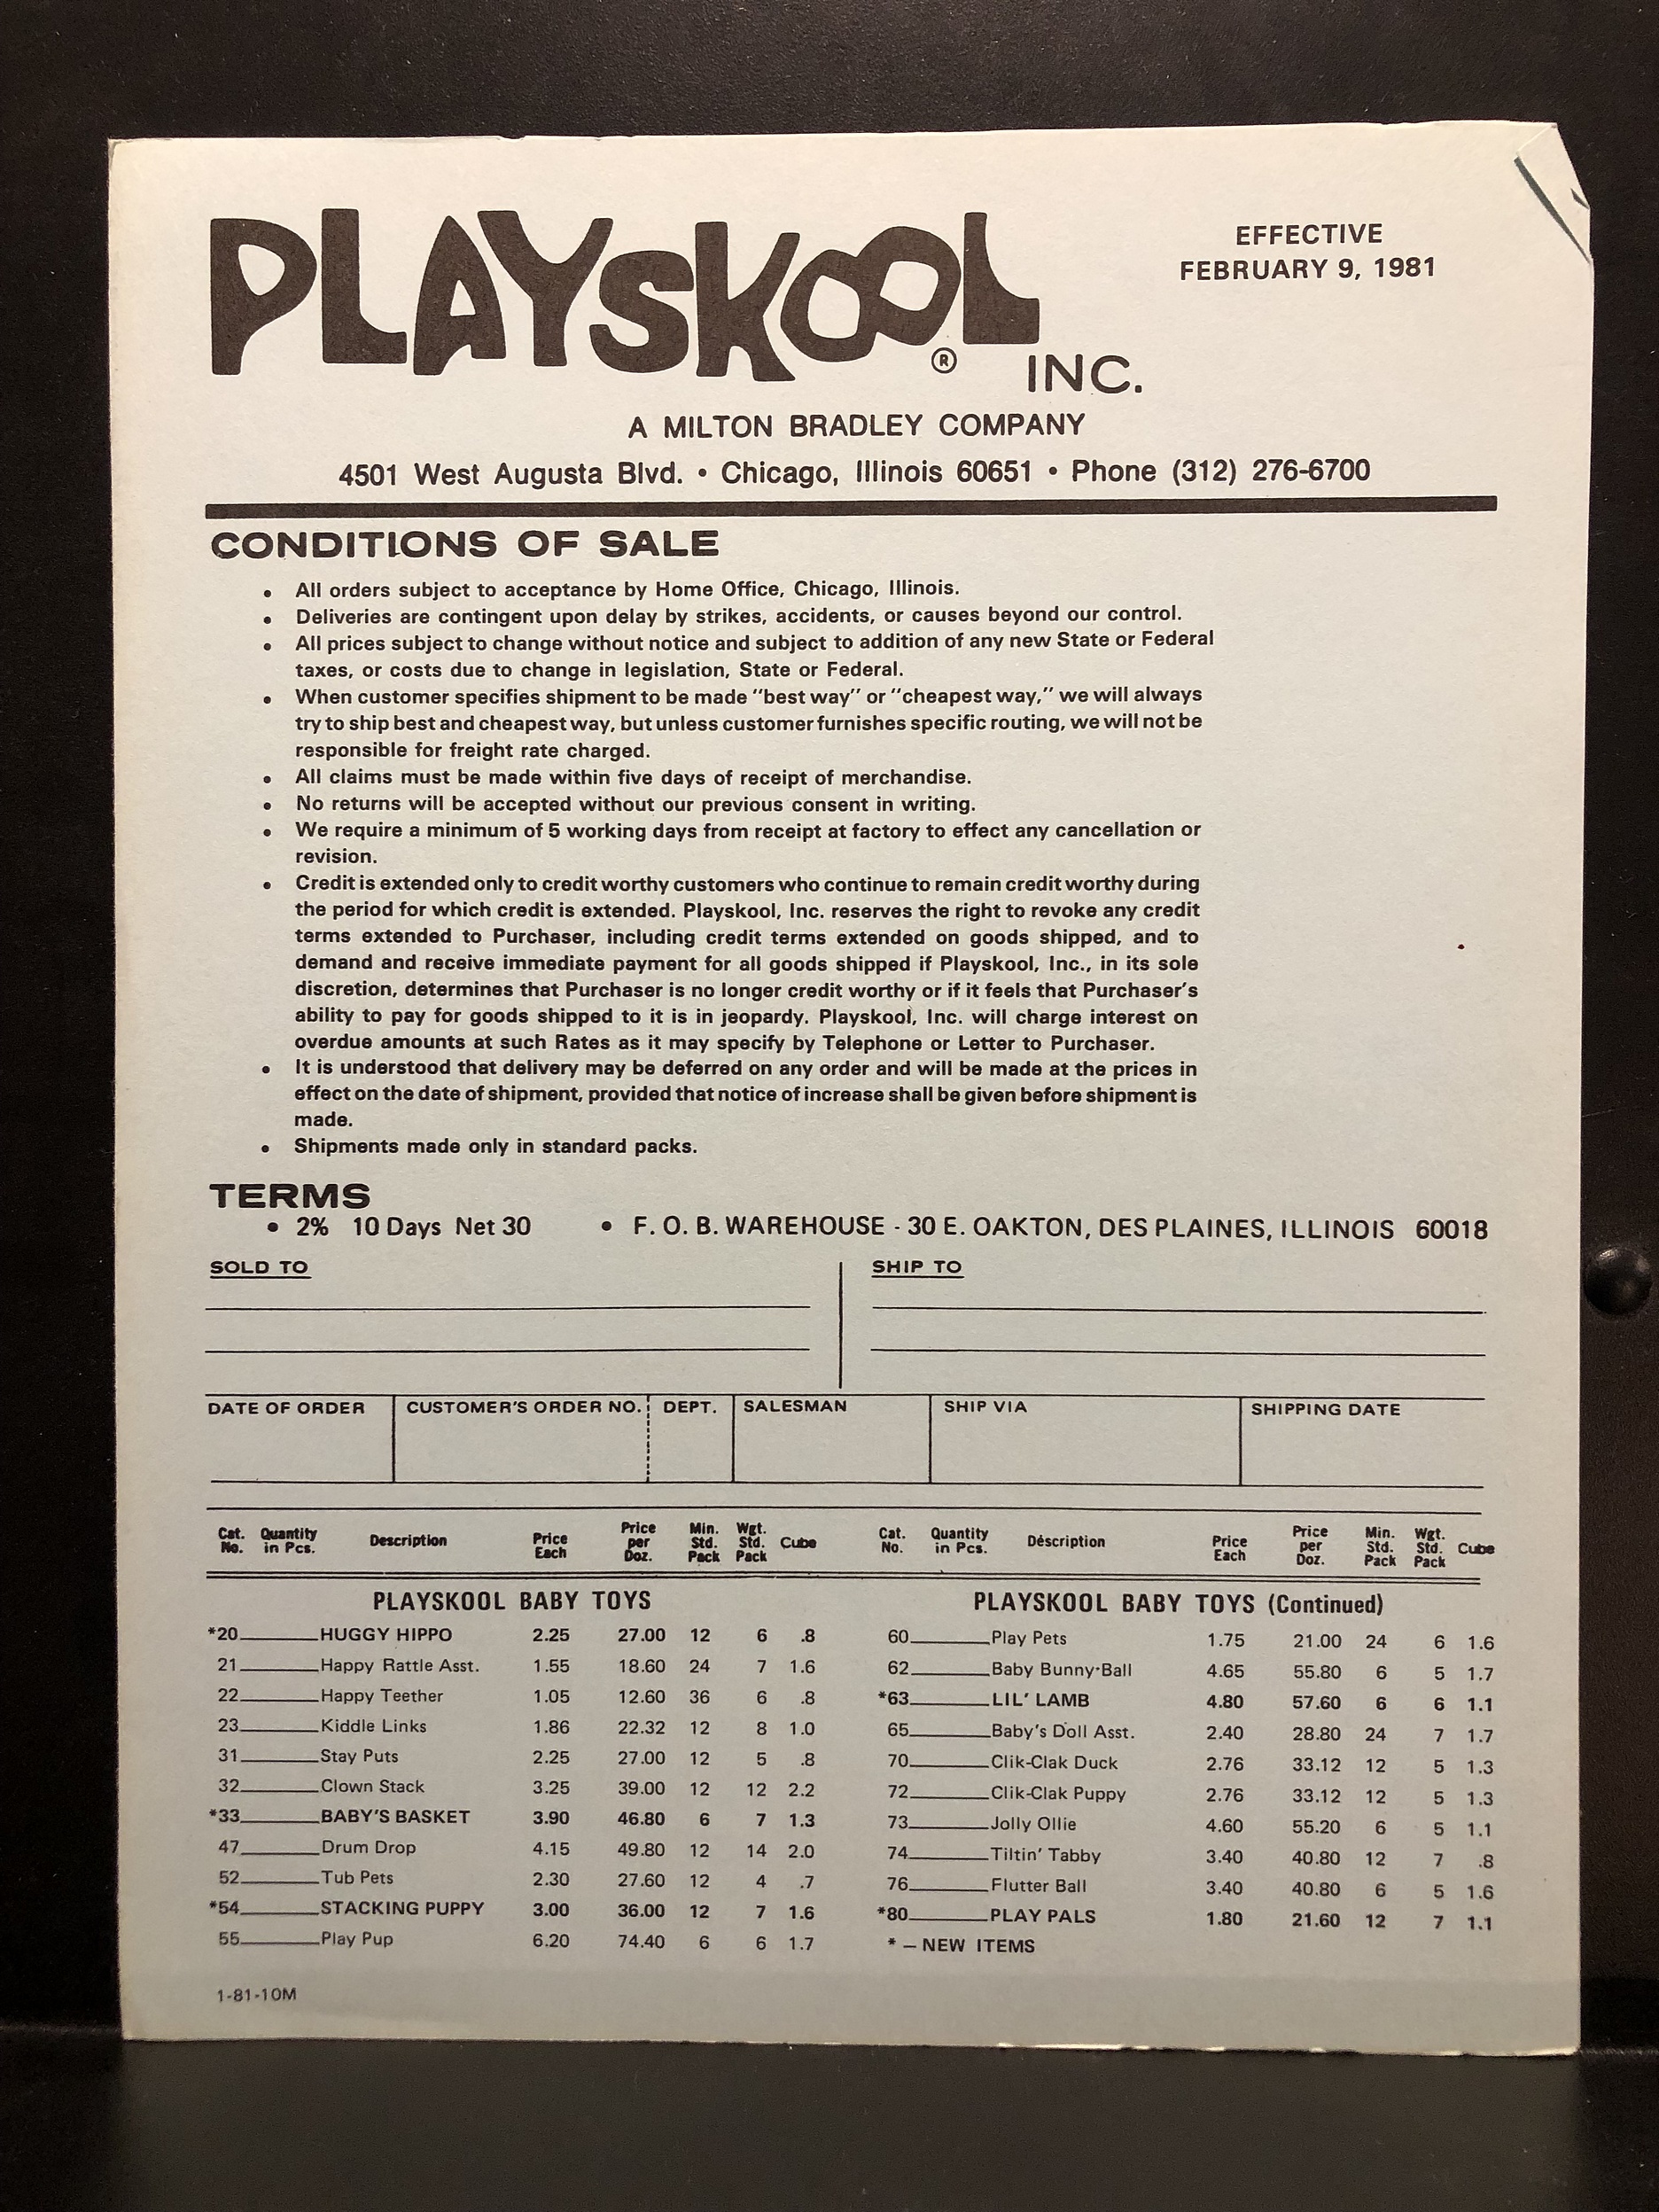 PLAYSKOOL® INC.
EFFECTIVE
FEBRUARY 9, 1981
A MILTON BRADLEY COMPANY
4501 West Augusta Blvd. • Chicago, Illinois 60651 • Phone (312) 276-6700
CONDITIONS OF SALE
• All orders subject to acceptance by Home Office, Chicago, Illinois.
• Deliveries are contingent upon delay by strikes, accidents, or causes beyond our control.
• All prices subject to change without notice and subject to addition of any new State or Federal
taxes, or costs due to change in legislation, State or Federal.
• When customer specifies shipment to be made "best way" or "cheapest way," we will always
try to ship best and cheapest way, but unless customer furnishes specific routing, we will not be
responsible for freight rate charged.
• All claims must be made within five days of receipt of merchandise.
• No returns will be accepted without our previous consent in writing.
• We require a minimum of 5 working days from receipt at factory to effect any cancellation or
revision.
• Credit is extended only to credit worthy customers who continue to remain credit worthy during
the period for which credit is extended. Playskool, Inc. reserves the right to revoke any credit
terms extended to Purchaser, including credit terms extended on goods shipped, and to
demand and receive immediate payment for all goods shipped if Playskool, Inc., in its sole
discretion, determines that Purchaser is no longer credit worthy or if it feels that Purchaser's
ability to pay for goods shipped to it is in jeopardy. Playskool, Inc. will charge interest on
overdue amounts at such Rates as it may specify by Telephone or Letter to Purchaser.
• It is understood that delivery may be deferred on any order and will be made at the prices in
effect on the date of shipment, provided that notice of increase shall be given before shipment is
made.
• Shipments made only in standard packs.
TERMS
• 2% 10 Days Net 30 • F. O. B. WAREHOUSE - 30 E. OAKTON, DES PLAINES, ILLINOIS 60018
SOLD TO SHIP TO
DATE OF ORDER CUSTOMER'S ORDER NO. DEPT. SALESMAN SHIP VIA SHIPPING DATE
Cat. No. Quantity in Pcs. Description Price Each Price per Doz. Min. Std. Pack Wgt. Std. Pack Cube
PLAYSKOOL BABY TOYS
*20 HUGGY HIPPO 2.25 27.00 12 6 .8
21 Happy Rattle Asst. 1.55 18.60 24 7 1.6
22 Happy Teether 1.05 12.60 36 6 .8
23 Kiddle Links 1.86 22.32 12 8 1.0
31 Stay Puts 2.25 27.00 12 5 .8
32 Clown Stack 3.25 39.00 12 12 2.2
*33 BABY'S BASKET 3.90 46.80 6 7 1.3
47 Drum Drop 4.15 49.80 12 14 2.0
52 Tub Pets 2.30 27.60 12 4 .7
*54 STACKING PUPPY 3.00 36.00 12 7 1.6
55 Play Pup 6.20 74.40 6 6 1.7
Cat. No. Quantity in Pcs. Description Price Each Price per Doz. Min. Std. Pack Wgt. Std. Pack Cube
PLAYSKOOL BABY TOYS (Continued)
60 Play Pets 1.75 21.00 24 6 1.6
62 Baby Bunny-Ball 4.65 55.80 6 5 1.7
*63 LIL' LAMB 4.80 57.60 6 6 1.1
65 Baby's Doll Asst. 2.40 28.80 24 7 1.7
70 Clik-Clak Duck 2.76 33.12 12 5 1.3
72 Clik-Clak Puppy 2.76 33.12 12 5 1.3
73 Jolly Ollie 4.60 55.20 6 5 1.1
74 Tiltin' Tabby 3.40 40.80 12 7 .8
76 Flutter Ball 3.40 40.80 6 5 1.6
*80 PLAY PALS 1.80 21.60 12 7 1.1
* — NEW ITEMS
1-81-10M